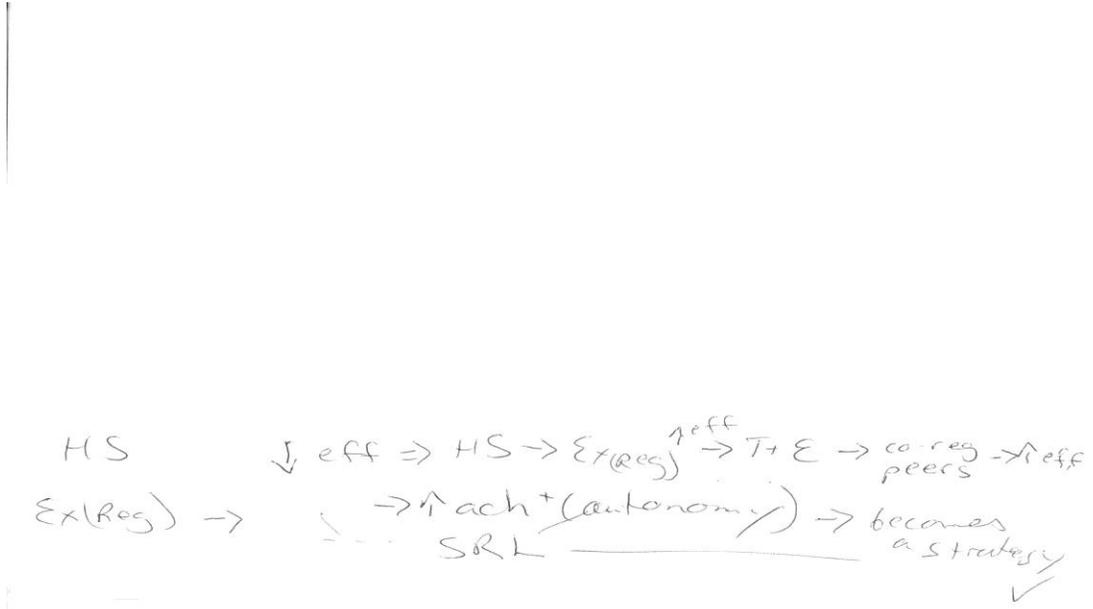 HS ↓ eff ⇒ HS → Ex(Reg) ↑eff → T+E → co-reg peers → ↑eff
Ex(Reg) → → ↑ ach + (autonomy) → becomes a strategy ✓
SRL